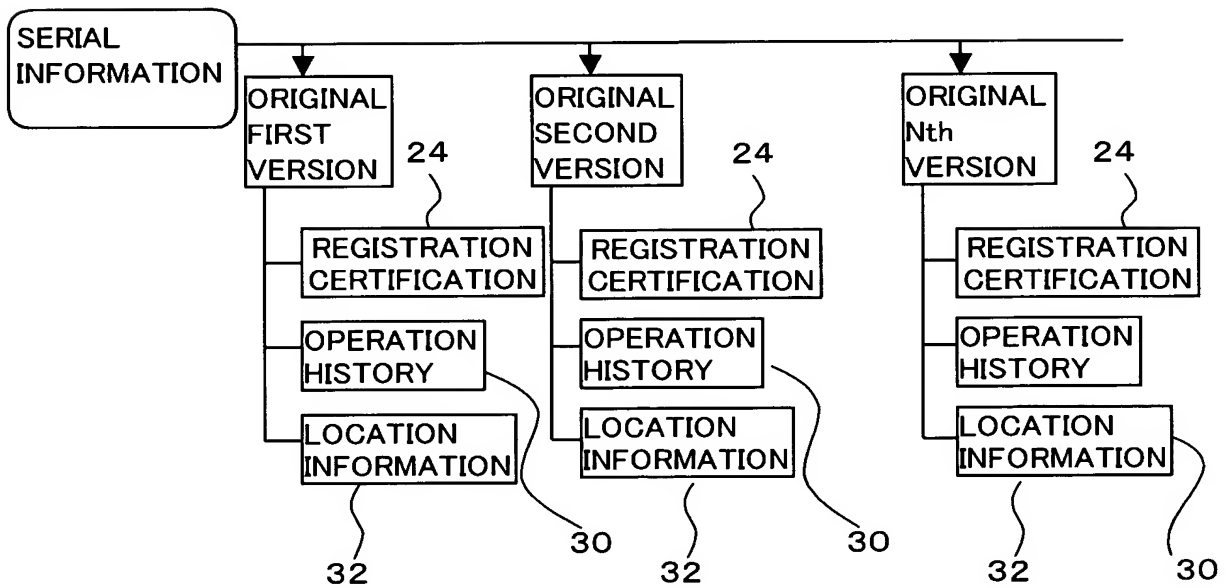 SERIAL
INFORMATION
ORIGINAL
FIRST
VERSION
24
REGISTRATION
CERTIFICATION
OPERATION
HISTORY
LOCATION
INFORMATION
32
30
ORIGINAL
SECOND
VERSION
24
REGISTRATION
CERTIFICATION
OPERATION
HISTORY
LOCATION
INFORMATION
32
30
ORIGINAL
Nth
VERSION
24
REGISTRATION
CERTIFICATION
OPERATION
HISTORY
LOCATION
INFORMATION
32
30